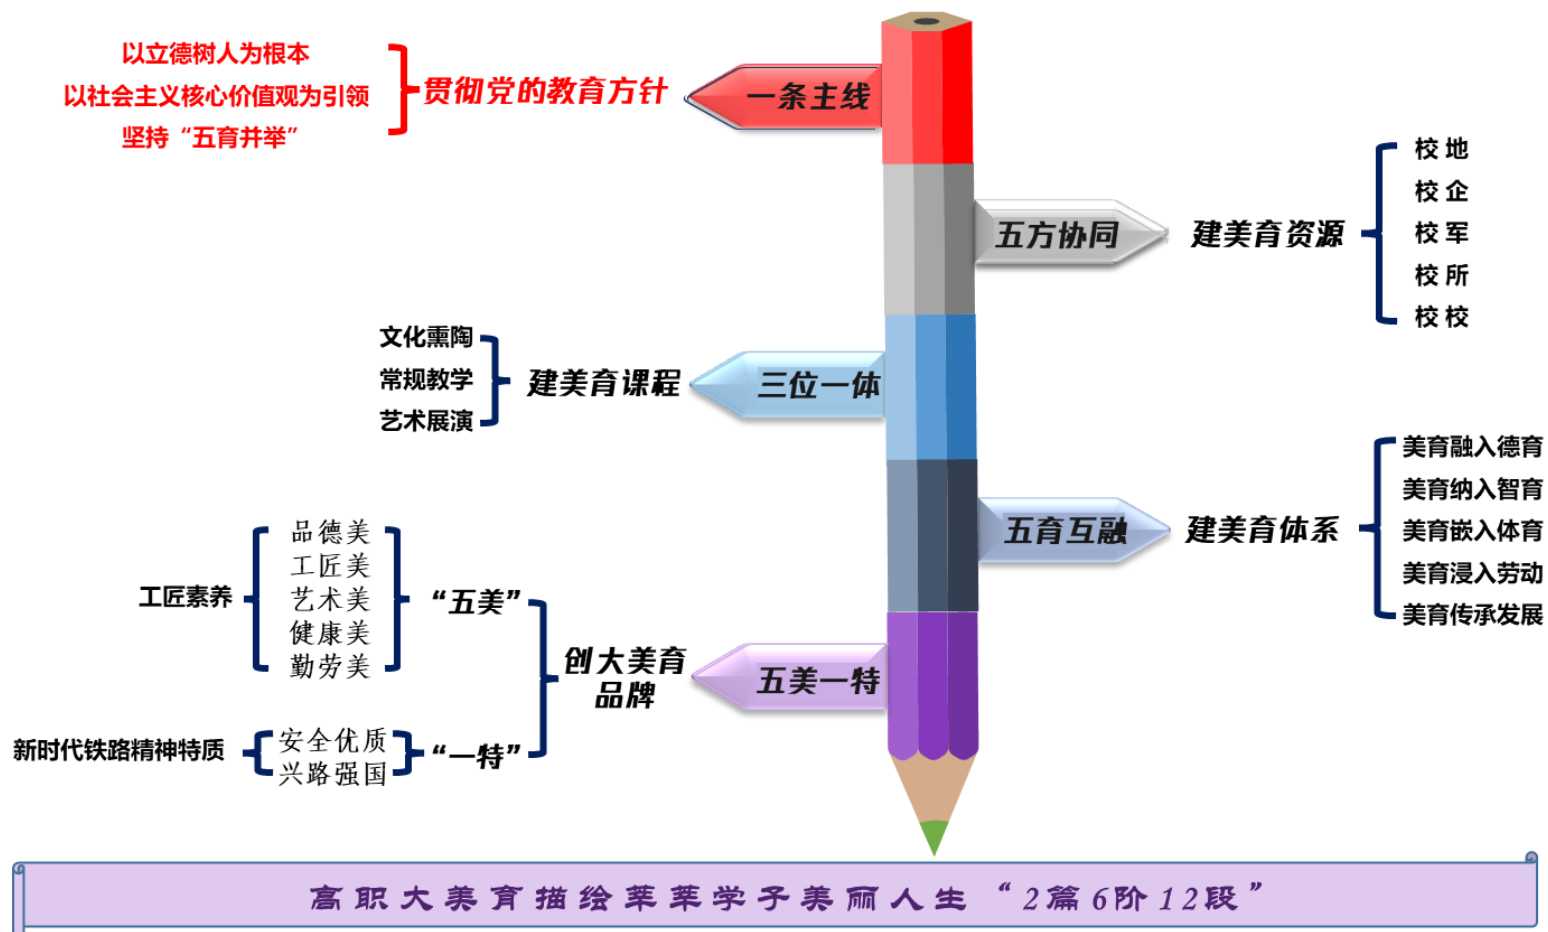 以立德树人为根本
以社会主义核心价值观为引领
坚持“五育并举”
贯彻党的教育方针
一条主线
五方协同
建美育资源
校 地
校 企
校 军
校 所
校 校
文化熏陶
常规教学
艺术展演
建美育课程
三位一体
五育互融
建美育体系
美育融入德育
美育纳入智育
美育嵌入体育
美育浸入劳动
美育传承发展
工匠素养
品德美
工匠美
艺术美
健康美
勤劳美
“五美”
新时代铁路精神特质
安全优质
兴路强国
“一特”
创大美育
品牌
五美一特
高职大美育描绘莘莘学子美丽人生“2篇6阶12段”